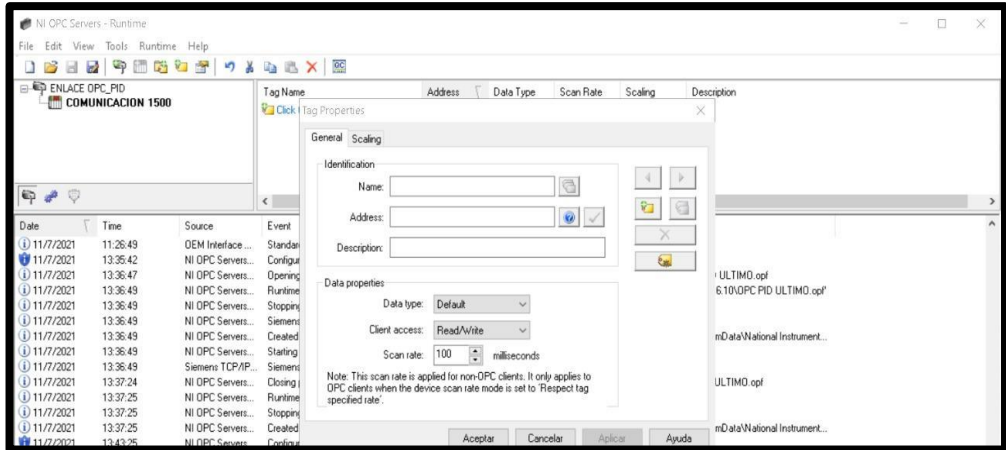 NI OPC Servers - Runtime
File Edit View Tools Runtime Help
ENLACE OPC_PID
COMUNICACION 1500
Tag Name Address Data Type Scan Rate Scaling Description
Click
Tag Properties
General Scaling
Identification
Name:
Address:
Description:
Data properties
Data type: Default
Client access: Read/Write
Scan rate: 100 milliseconds
Note: This scan rate is applied for non-OPC clients. It only applies to
OPC clients when the device scan rate mode is set to 'Respect tag
specified rate'.
Aceptar Cancelar Aplicar Ayuda
Date Time Source Event
11/7/2021 11:26:49 OEM Interface ... Standar
11/7/2021 13:35:42 NI OPC Servers... Configur
11/7/2021 13:36:47 NI OPC Servers... Opening ULTIMO.opf
11/7/2021 13:36:49 NI OPC Servers... Runtime 6.10\OPC PID ULTIMO.opf'
11/7/2021 13:36:49 NI OPC Servers... Stopping
11/7/2021 13:36:49 NI OPC Servers... Siemens
11/7/2021 13:36:49 NI OPC Servers... Created mData\National Instrument...
11/7/2021 13:36:49 NI OPC Servers... Starting
11/7/2021 13:36:49 Siemens TCP/IP... Siemens
11/7/2021 13:37:24 NI OPC Servers... Closing ULTIMO.opf
11/7/2021 13:37:25 NI OPC Servers... Runtime
11/7/2021 13:37:25 NI OPC Servers... Stopping
11/7/2021 13:37:25 NI OPC Servers... Created mData\National Instrument...
11/7/2021 13:43:25 NI OPC Servers... Configur